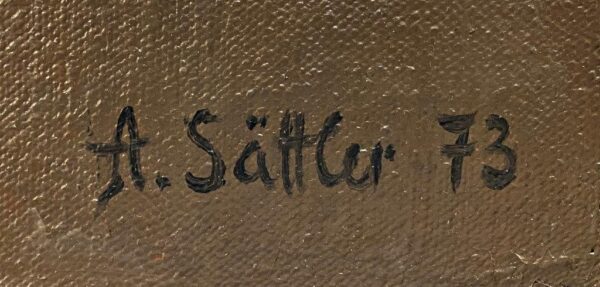 A. Sättler 73